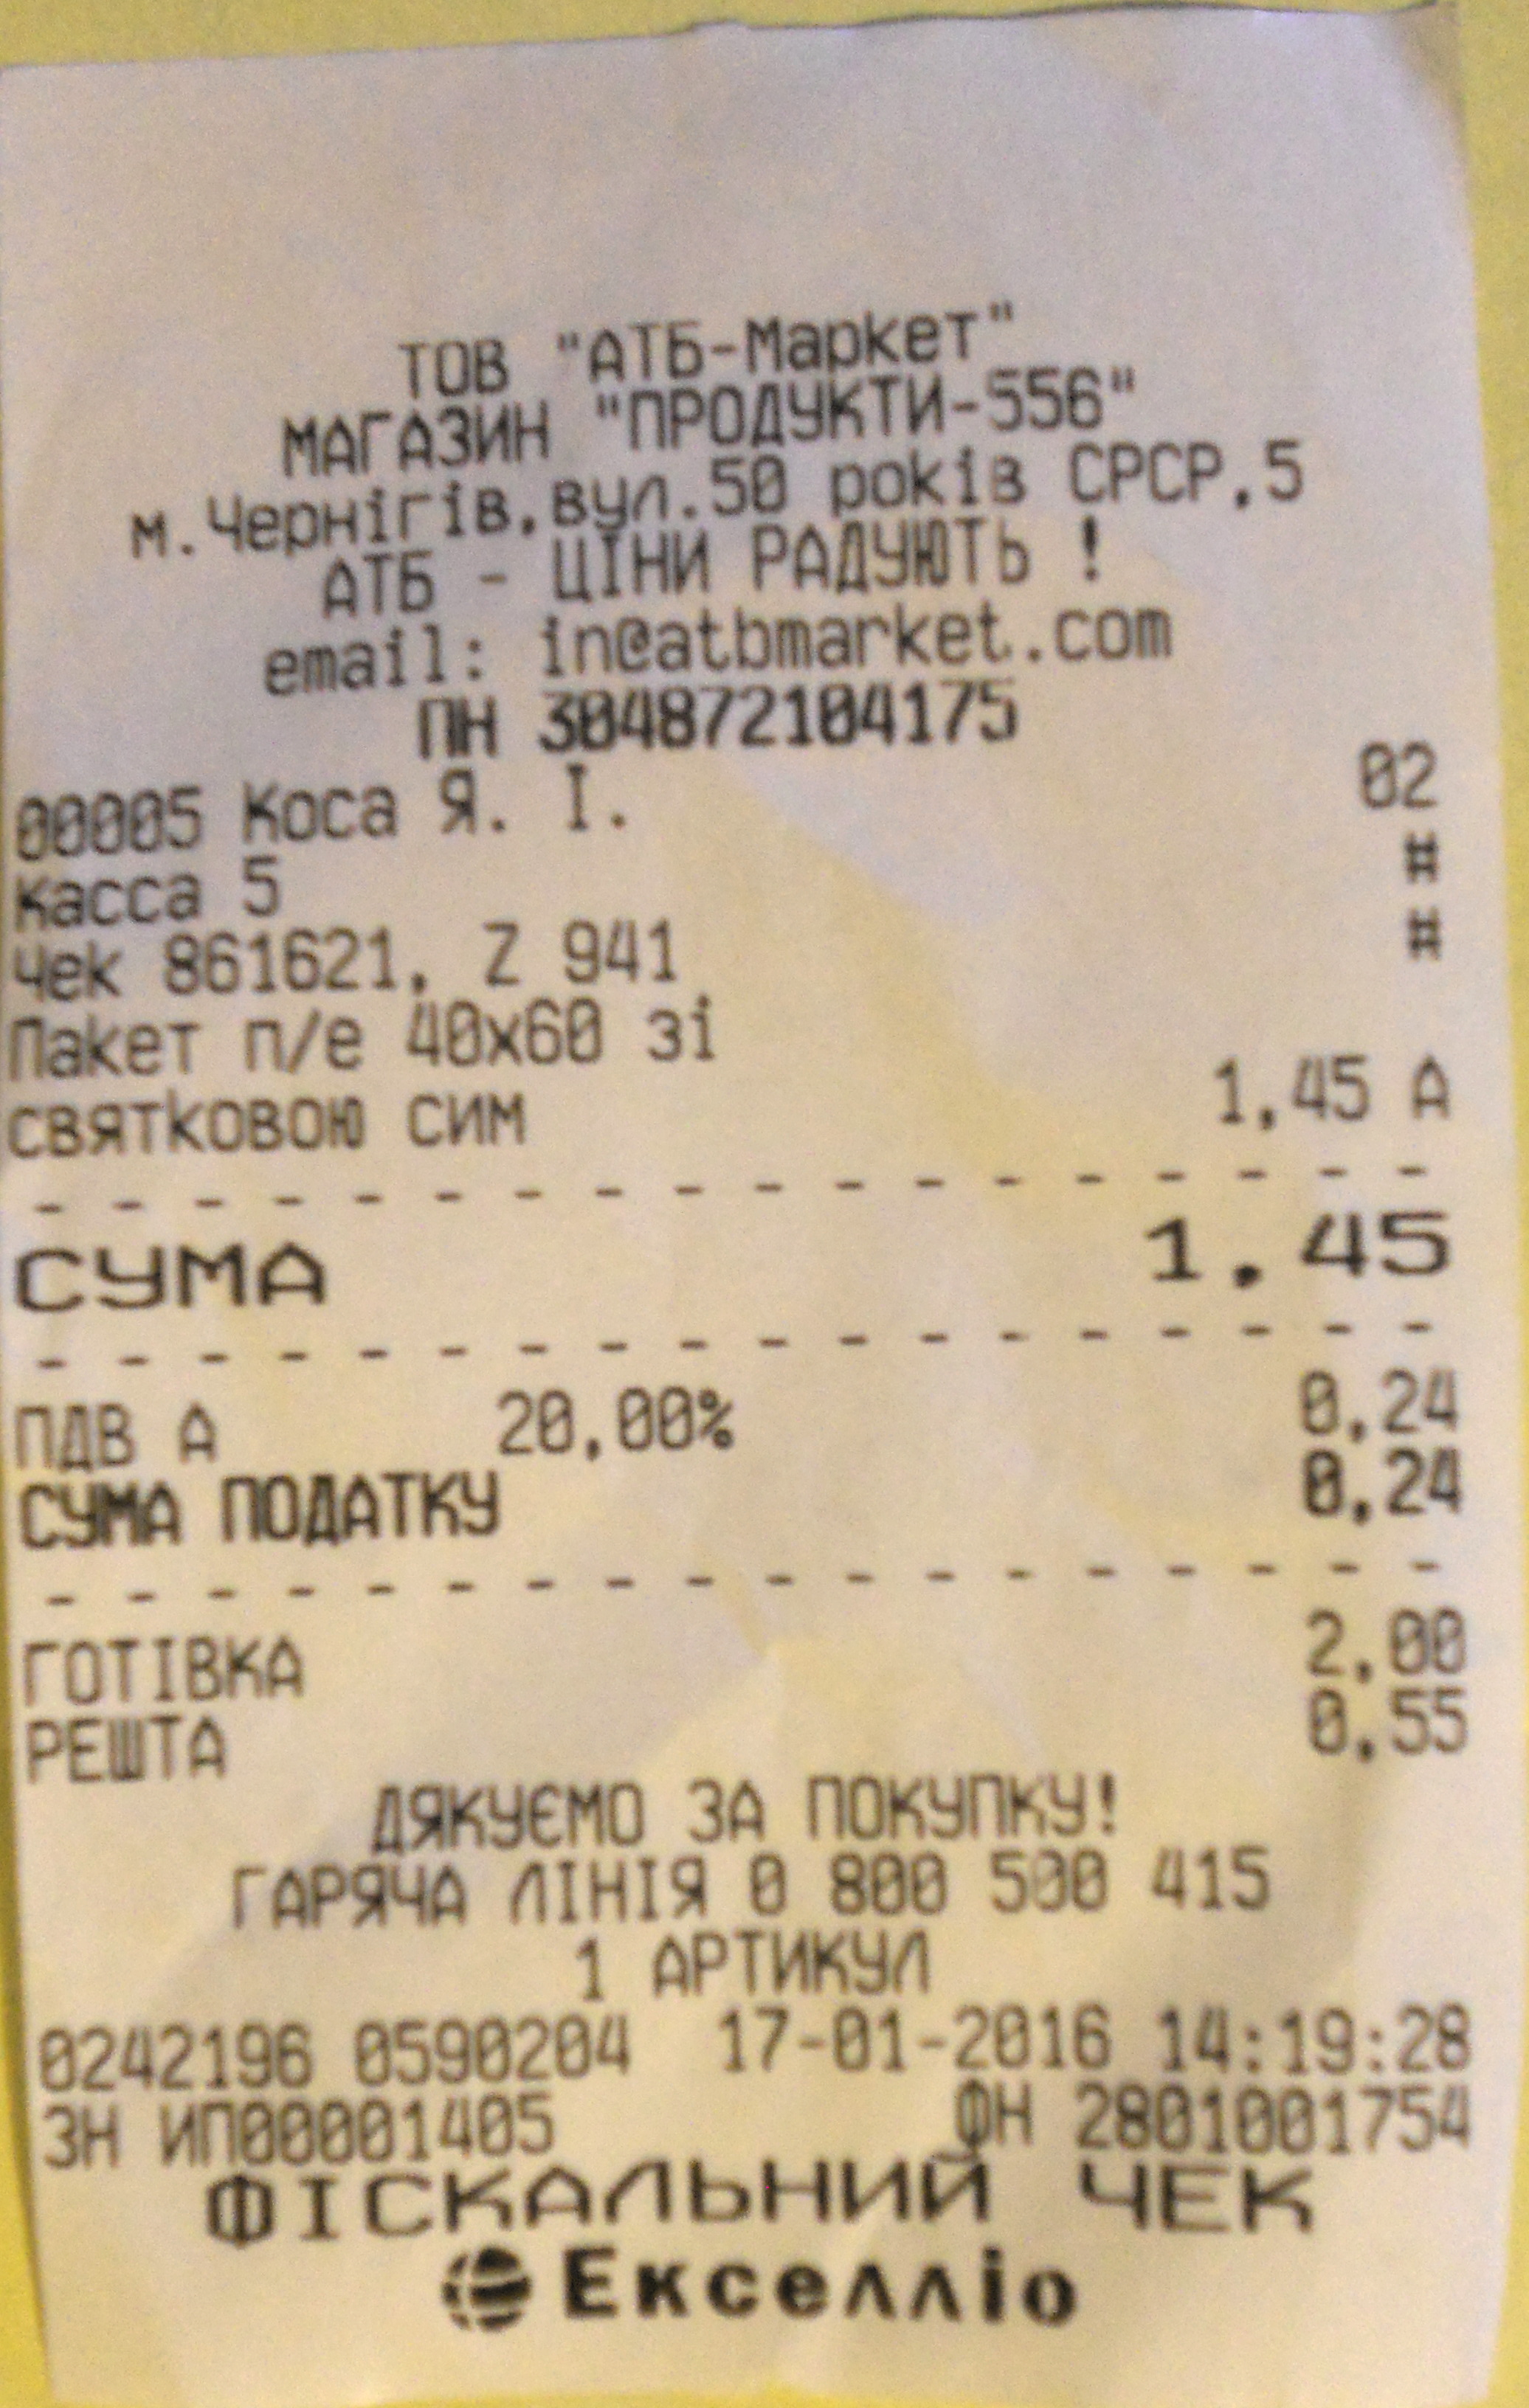 ТОВ "АТБ-Маркет"
МАГАЗИН "ПРОДУКТИ-556"
м.Чернігів,вул.50 років СРСР,5
АТБ - ЦІНИ РАДУЮТЬ !
email: in@atbmarket.com
ПН 304872104175
00005 Коса Я. І. 02
Касса 5 #
Чек 861621, Z 941 #
Пакет п/е 40х60 зі
святковою сим 1,45 А
- - - - - - - - - - - - - - - - - -
СУМА 1.45
- - - - - - - - - - - - - - - - - -
ПДВ А 20,00% 0,24
СУМА ПОДАТКУ 0,24
- - - - - - - - - - - - - - - - - -
ГОТІВКА 2,00
РЕШТА 0,55
ДЯКУЄМО ЗА ПОКУПКУ!
ГАРЯЧА ЛІНІЯ 0 800 500 415
1 АРТИКУЛ
0242196 0590204 17-01-2016 14:19:28
ЗН ИП00001405 ФН 2801001754
ФІСКАЛЬНИЙ ЧЕК
Екселліо